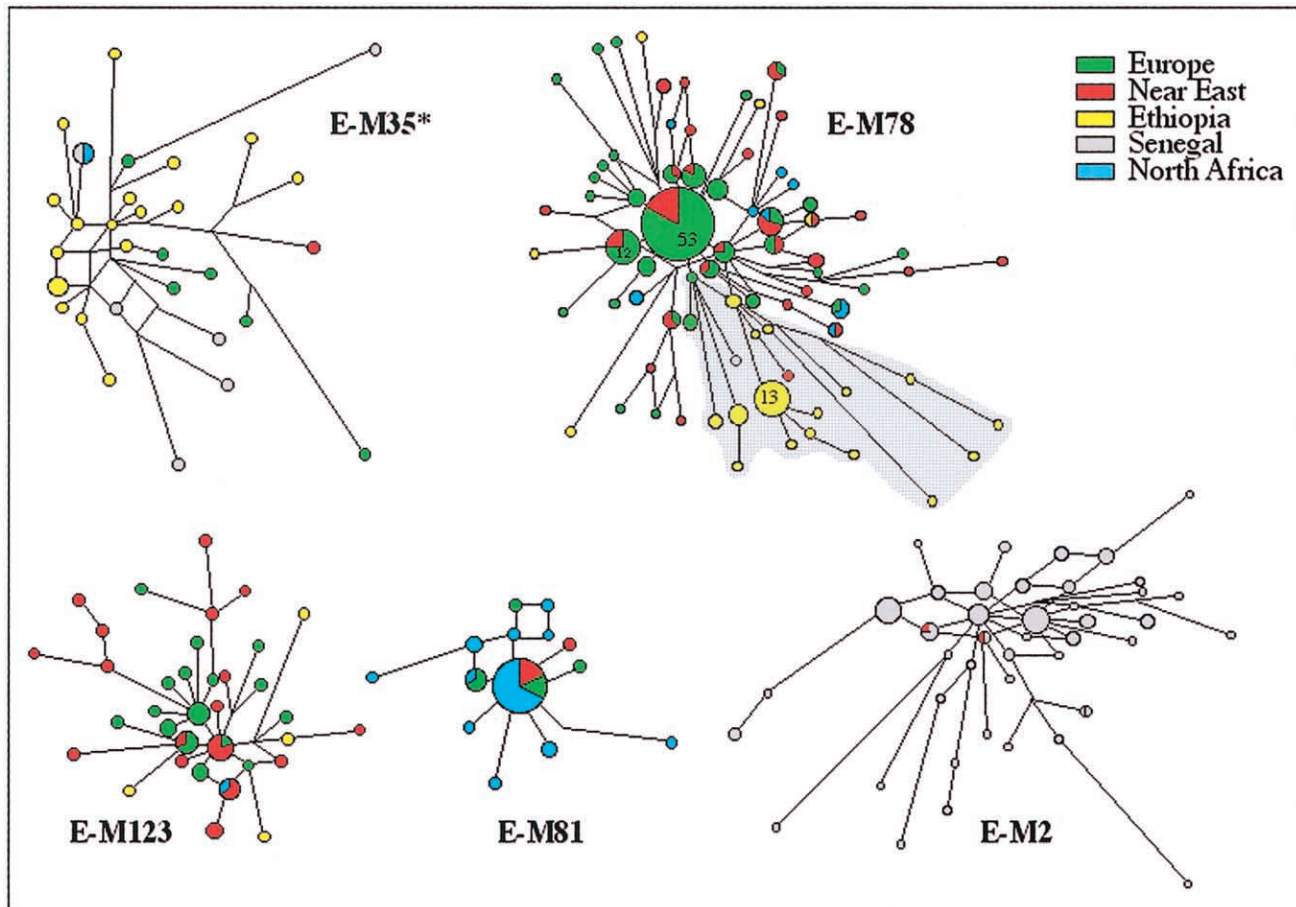 E-M35*
E-M78
Europe
Near East
Ethiopia
Senegal
North Africa
53
12
13
E-M123
E-M81
E-M2